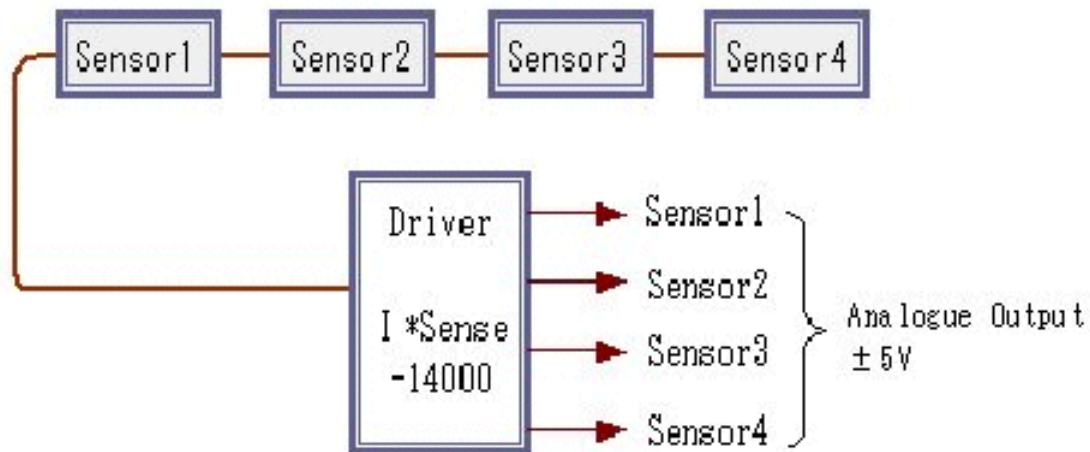 Sensor1
Sensor2
Sensor3
Sensor4
Driver
I*Sense
-14000
Sensor1
Sensor2
Sensor3
Sensor4
Analogue Output
±5V